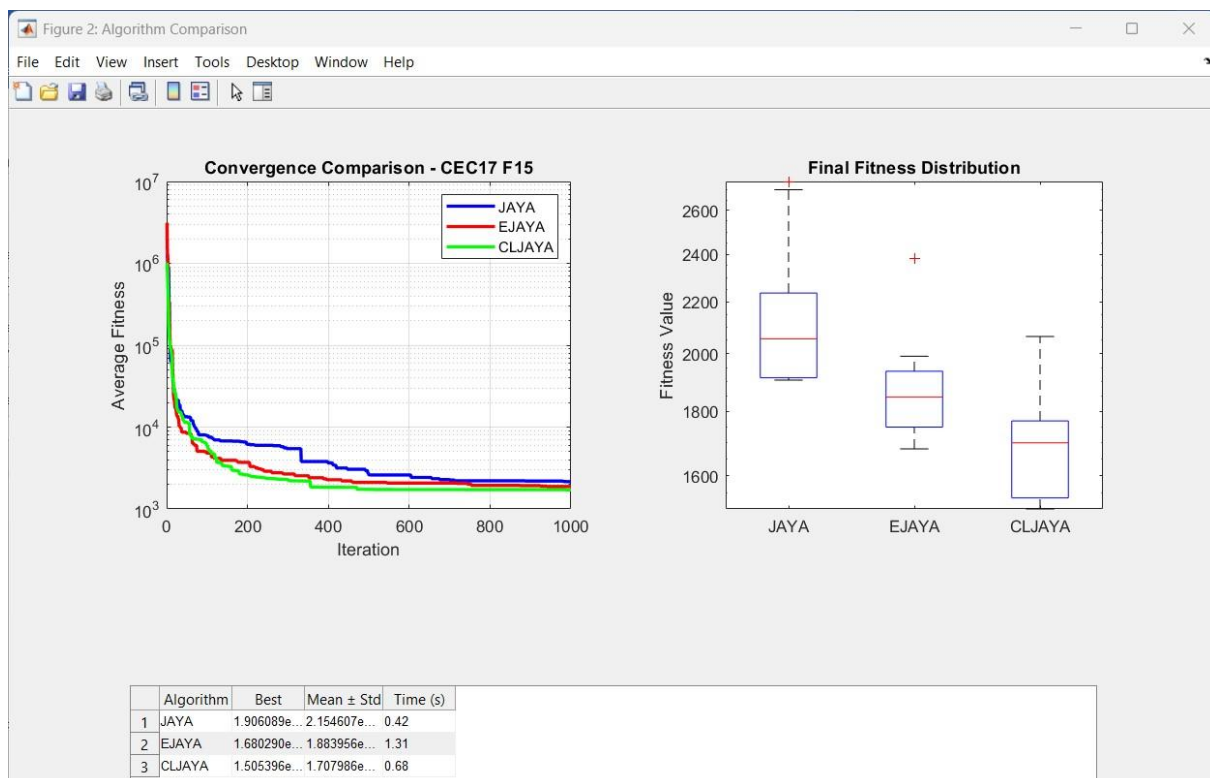 Figure 2: Algorithm Comparison
File Edit View Insert Tools Desktop Window Help
Convergence Comparison - CEC17 F15
10^7
10^6
10^5
10^4
10^3
Average Fitness
JAYA
EJAYA
CLJAYA
0 200 400 600 800 1000
Iteration
Final Fitness Distribution
2600
2400
2200
2000
1800
1600
Fitness Value
JAYA EJAYA CLJAYA
Algorithm Best Mean ± Std Time (s)
1 JAYA 1.906089e... 2.154607e... 0.42
2 EJAYA 1.680290e... 1.883956e... 1.31
3 CLJAYA 1.505396e... 1.707986e... 0.68